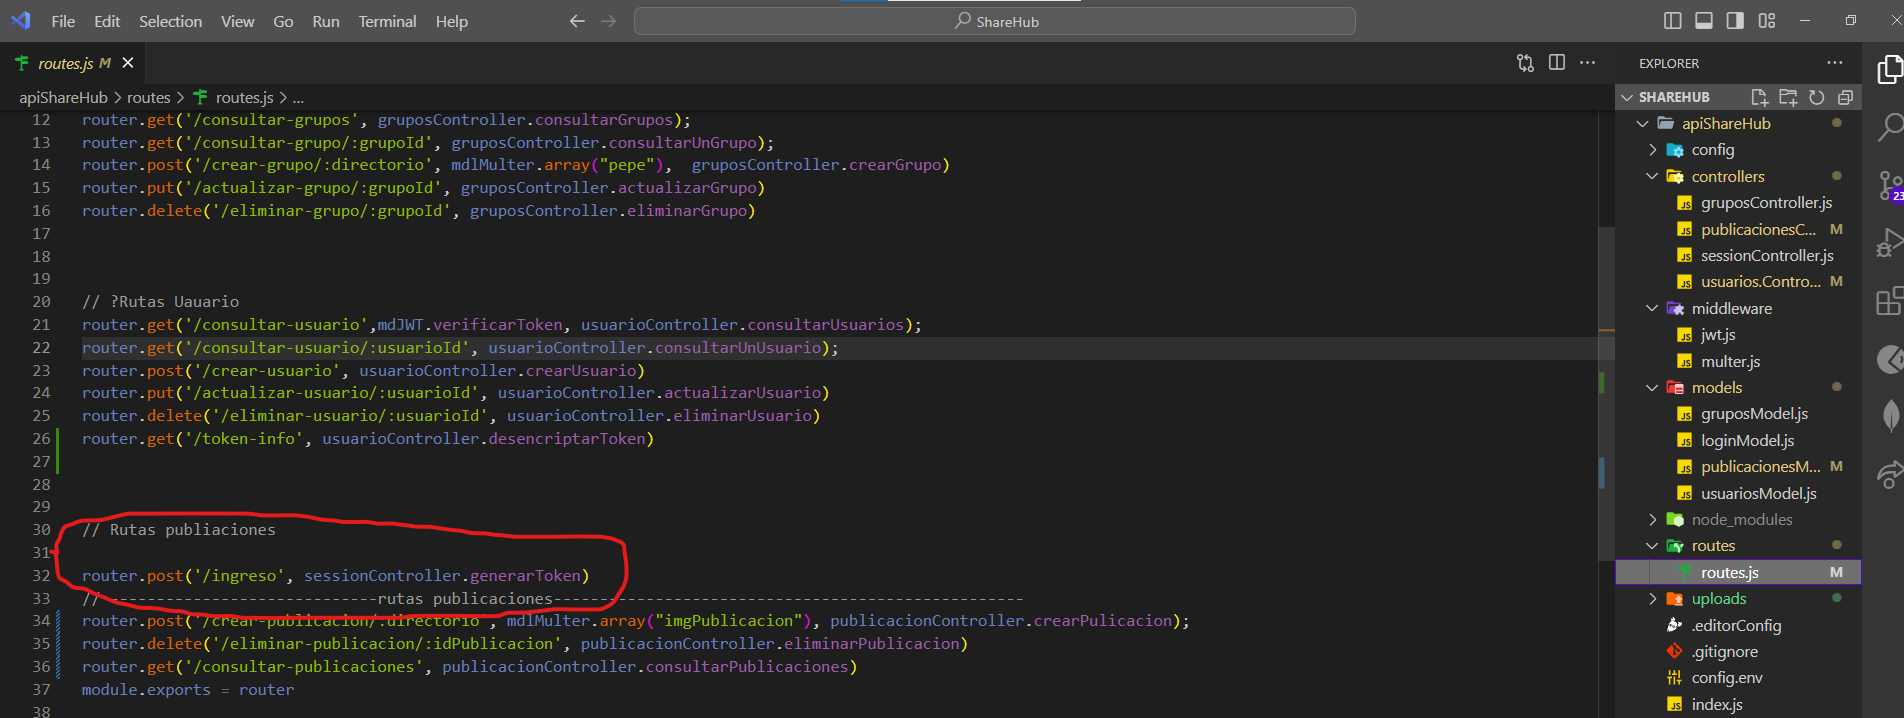 File Edit Selection View Go Run Terminal Help
ShareHub
routes.js M
apiShareHub > routes > routes.js > ...
12 router.get('/consultar-grupos', gruposController.consultarGrupos);
13 router.get('/consultar-grupo/:grupoId', gruposController.consultarUnGrupo);
14 router.post('/crear-grupo/:directorio', mdlMulter.array("pepe"),  gruposController.crearGrupo)
15 router.put('/actualizar-grupo/:grupoId', gruposController.actualizarGrupo)
16 router.delete('/eliminar-grupo/:grupoId', gruposController.eliminarGrupo)
17
18
19
20 // ?Rutas Uauario
21 router.get('/consultar-usuario',mdJWT.verificarToken, usuarioController.consultarUsuarios);
22 router.get('/consultar-usuario/:usuarioId', usuarioController.consultarUnUsuario);
23 router.post('/crear-usuario', usuarioController.crearUsuario)
24 router.put('/actualizar-usuario/:usuarioId', usuarioController.actualizarUsuario)
25 router.delete('/eliminar-usuario/:usuarioId', usuarioController.eliminarUsuario)
26 router.get('/token-info', usuarioController.desencriptarToken)
27
28
29
30 // Rutas publiaciones
31
32 router.post('/ingreso', sessionController.generarToken)
33 // -----------------------------rutas publicaciones---------------------------------------------------
34 router.post('/crear-publicacion/:directorio', mdlMulter.array("imgPublicacion"), publicacionController.crearPulicacion);
35 router.delete('/eliminar-publicacion/:idPublicacion', publicacionController.eliminarPublicacion)
36 router.get('/consultar-publicaciones', publicacionController.consultarPublicaciones)
37 module.exports = router
38
EXPLORER
SHAREHUB
apiShareHub
config
controllers
gruposController.js
publicacionesC... M
sessionController.js
usuarios.Contro... M
middleware
jwt.js
multer.js
models
gruposModel.js
loginModel.js
publicacionesM... M
usuariosModel.js
node_modules
routes
routes.js M
uploads
.editorConfig
.gitignore
config.env
index.js
23